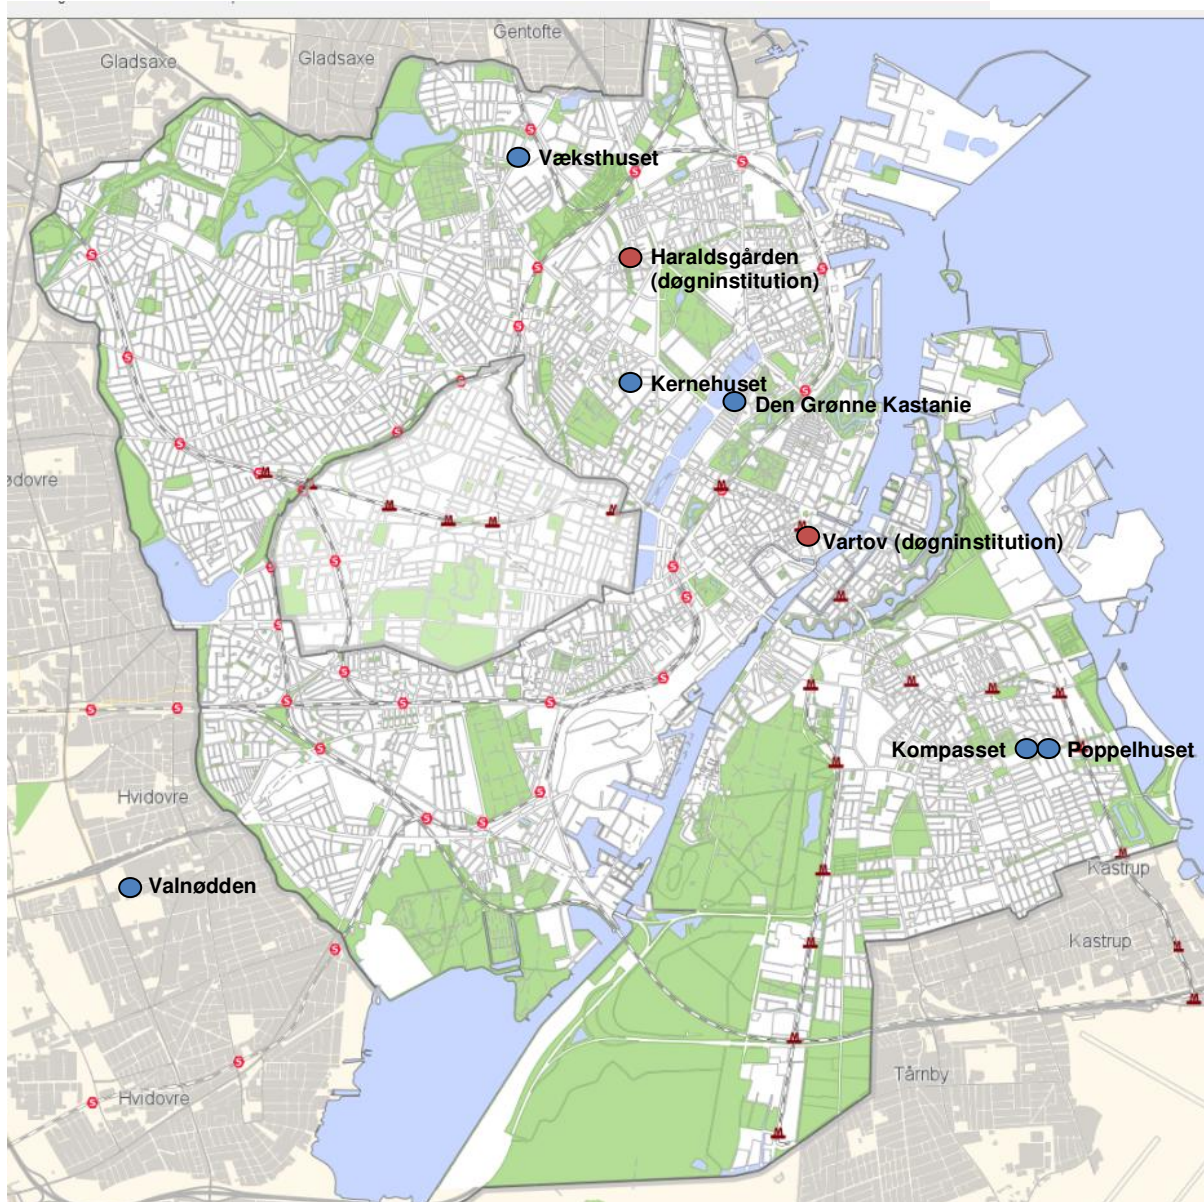 Gentofte
Gladsaxe
Gladsaxe
Væksthuset
Haraldsgården
(døgninstitution)
Kernehuset
Den Grønne Kastanie
Vartov (døgninstitution)
Kompasset
Poppelhuset
Hvidovre
Valnødden
Kastrup
Kastrup
Tårnby
Hvidovre